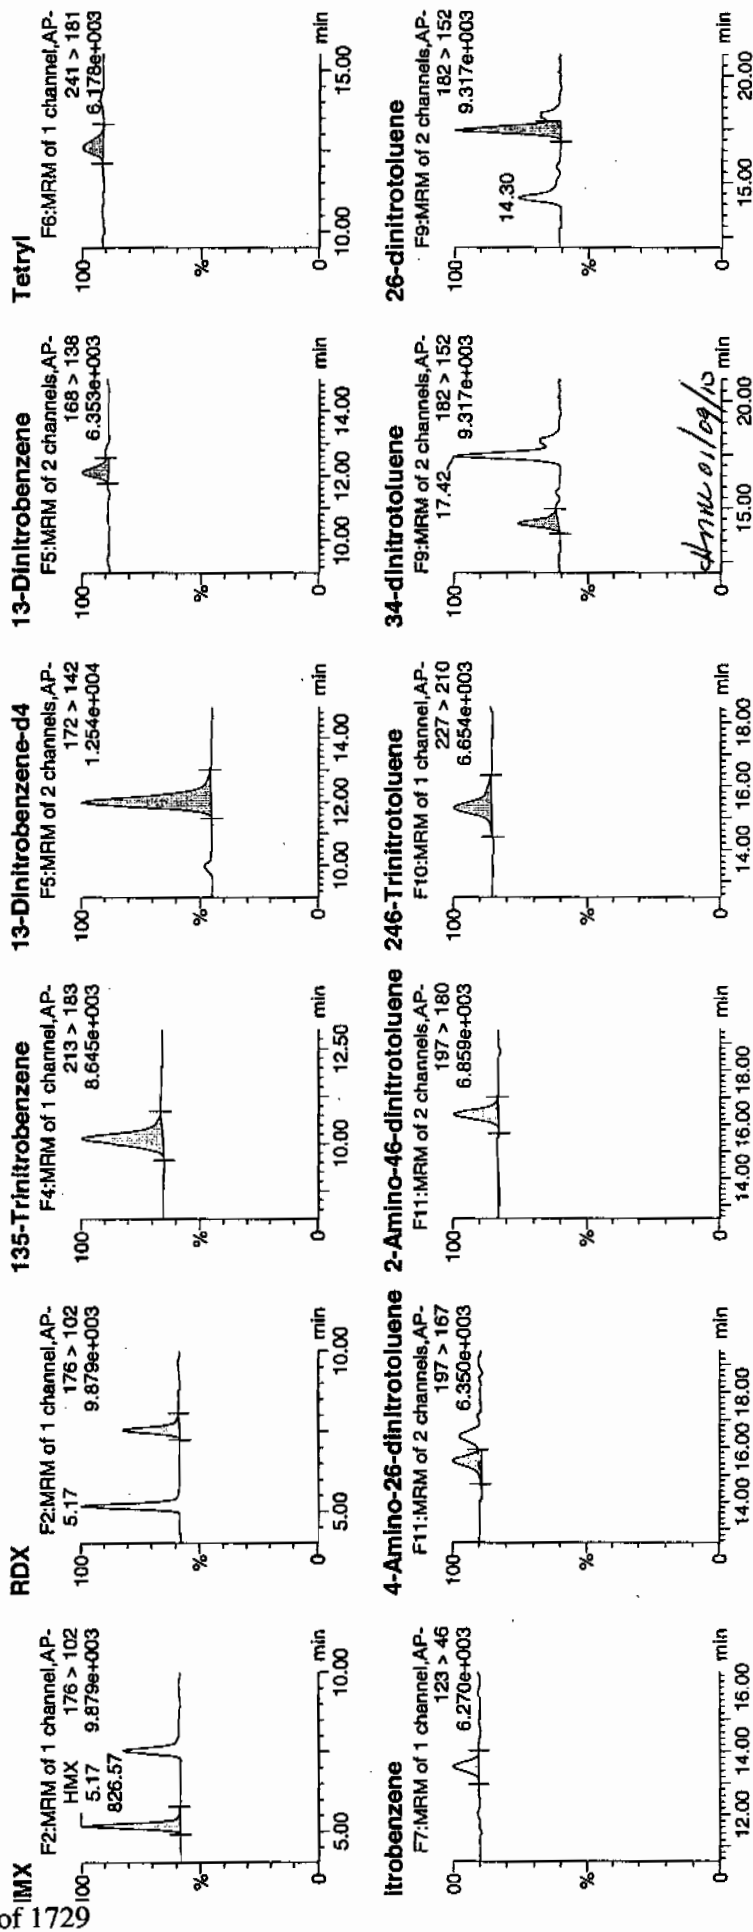 IMX
F2:MRM of 1 channel,AP-
176 > 102
9.879e+003
HMX
5.17
826.57
100
%
0
5.00 10.00 min
RDX
F2:MRM of 1 channel,AP-
176 > 102
9.879e+003
5.17
100
%
0
5.00 10.00 min
135-Trinitrobenzene
F4:MRM of 1 channel,AP-
213 > 183
8.645e+003
100
%
0
10.00 12.50 min
13-Dinitrobenzene-d4
F5:MRM of 2 channels,AP-
172 > 142
1.254e+004
100
%
0
10.00 12.00 14.00 min
13-Dinitrobenzene
F5:MRM of 2 channels,AP-
168 > 138
6.353e+003
100
%
0
10.00 12.00 14.00 min
Tetryl
F6:MRM of 1 channel,AP-
241 > 181
6.178e+003
100
%
0
10.00 15.00 min
itrobenzene
F7:MRM of 1 channel,AP-
123 > 46
6.270e+003
00
%
0
12.00 14.00 16.00 min
4-Amino-26-dinitrotoluene
F11:MRM of 2 channels,AP-
197 > 167
6.350e+003
100
%
0
14.00 16.00 18.00 min
2-Amino-46-dinitrotoluene
F11:MRM of 2 channels,AP-
197 > 180
6.859e+003
100
%
0
14.00 16.00 18.00 min
246-Trinitrotoluene
F10:MRM of 1 channel,AP-
227 > 210
6.654e+003
100
%
0
14.00 16.00 18.00 min
34-dinitrotoluene
F9:MRM of 2 channels,AP-
182 > 152
9.317e+003
17.42
100
%
0
15.00 20.00 min
01/09/10
26-dinitrotoluene
F9:MRM of 2 channels,AP-
182 > 152
9.317e+003
14.30
100
%
0
15.00 20.00 min
of 1729